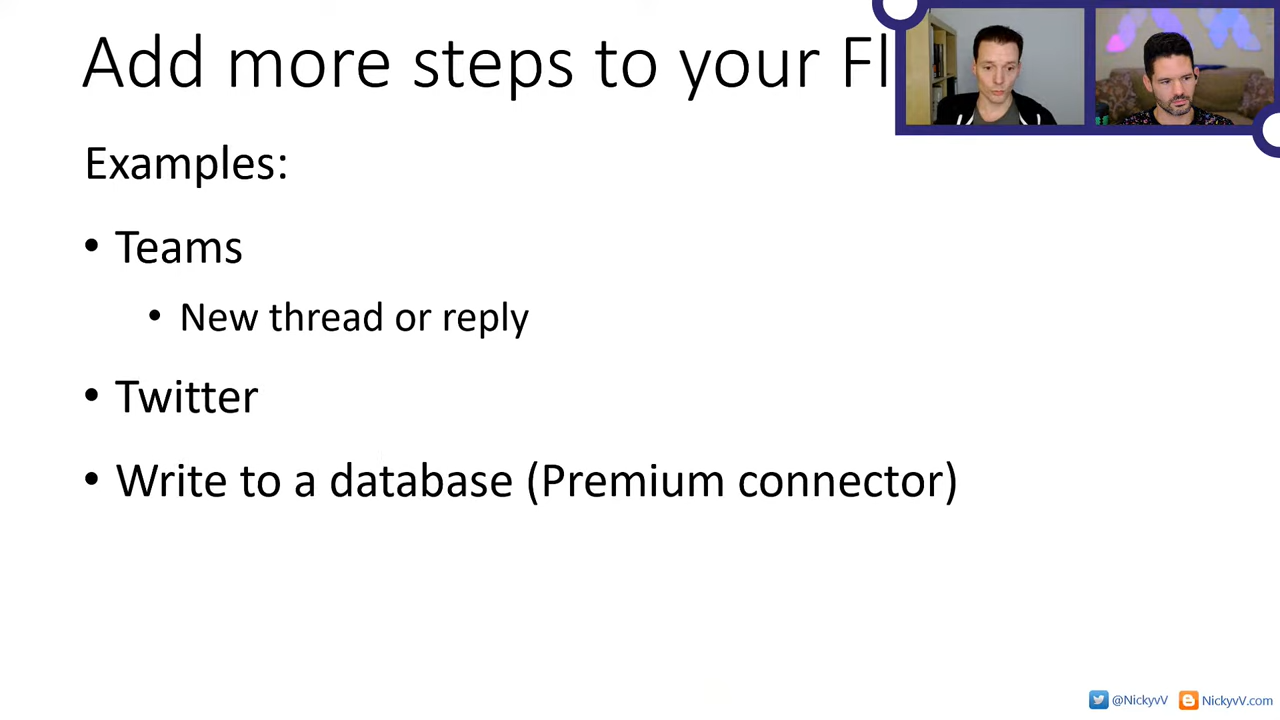 Add more steps to your Fl
Examples:
• Teams
• New thread or reply
• Twitter
• Write to a database (Premium connector)
@NickyvV NickyvV.com